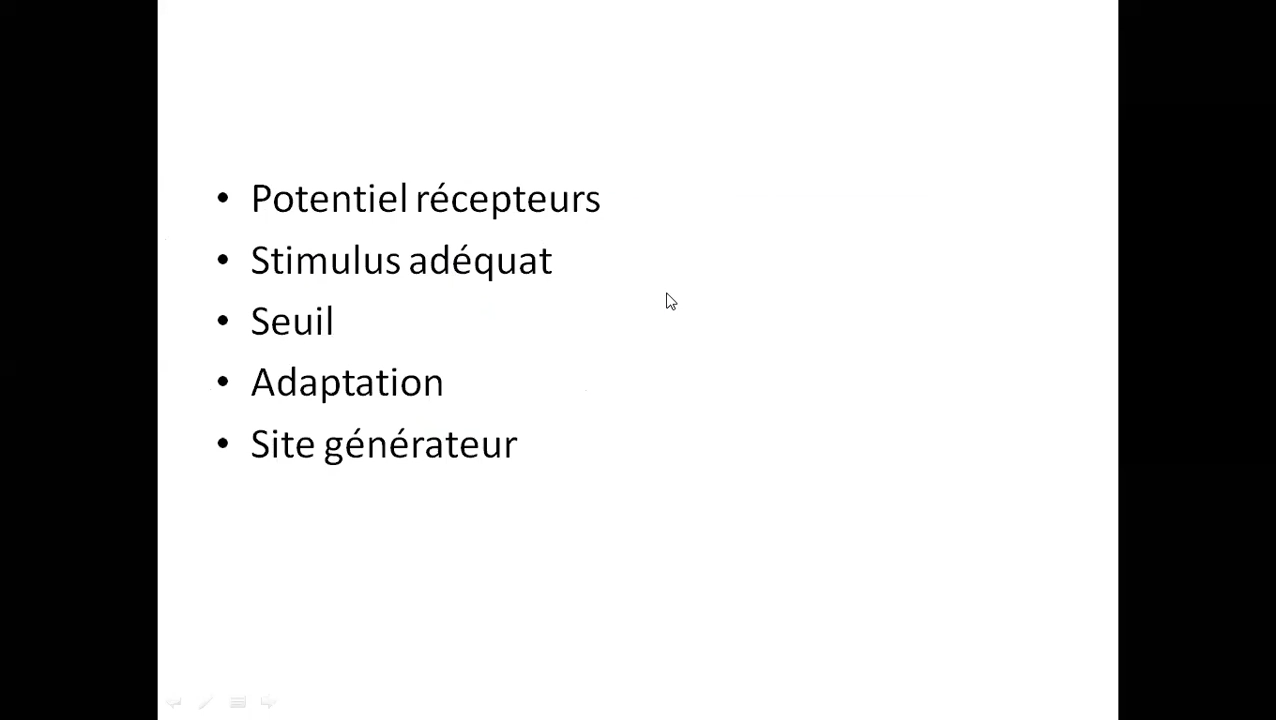 • Potentiel récepteurs
• Stimulus adéquat
• Seuil
• Adaptation
• Site générateur